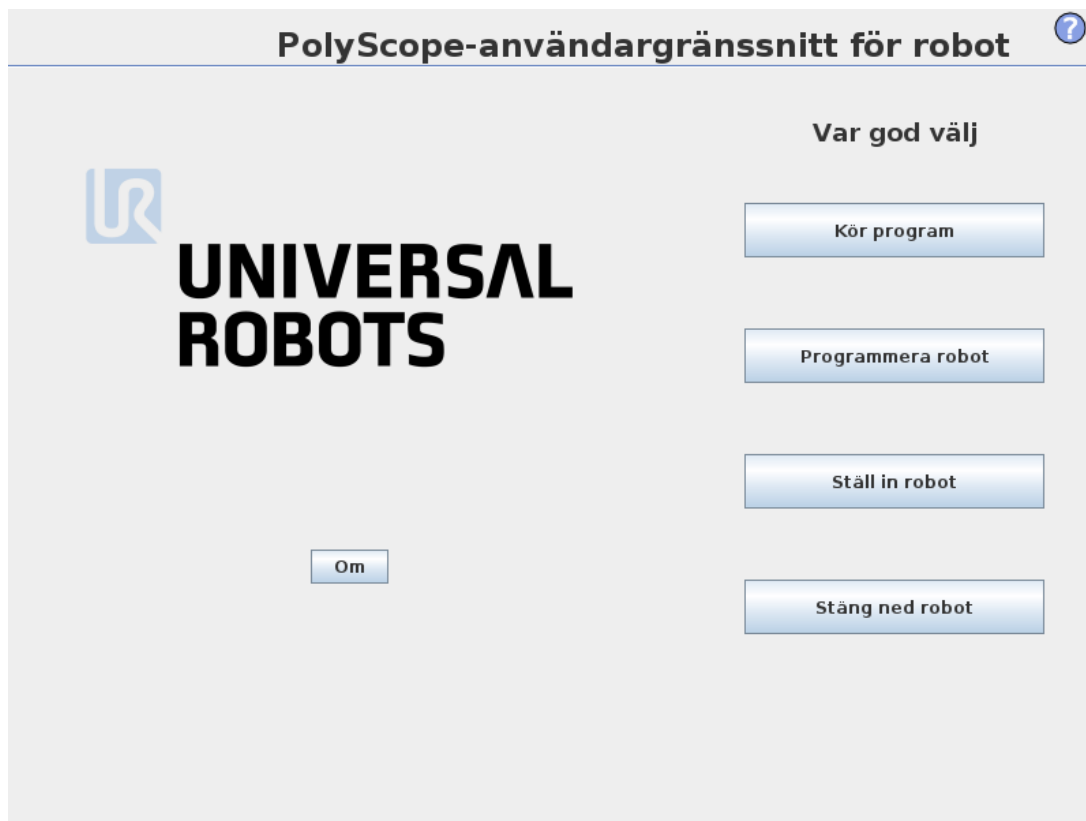 PolyScope-användargränssnitt för robot
?
Var god välj
UR
UNIVERSAL
ROBOTS
Kör program
Programmera robot
Ställ in robot
Om
Stäng ned robot